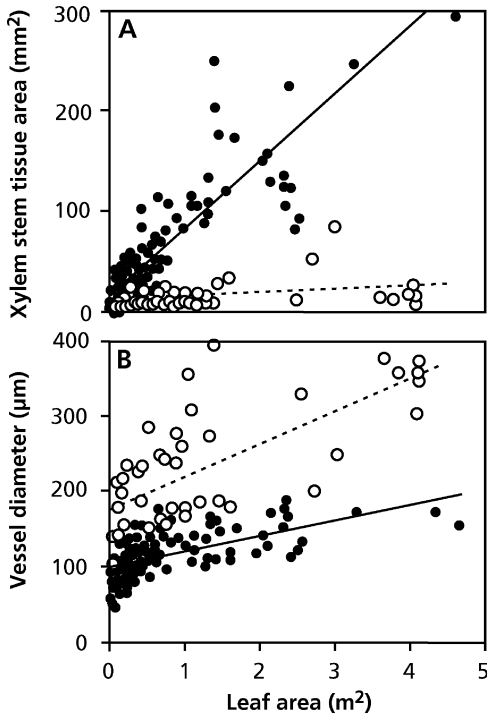 A
Xylem stem tissue area (mm²)
300
200
100
0
B
Vessel diameter (µm)
400
300
200
100
0
0 1 2 3 4 5
Leaf area (m²)